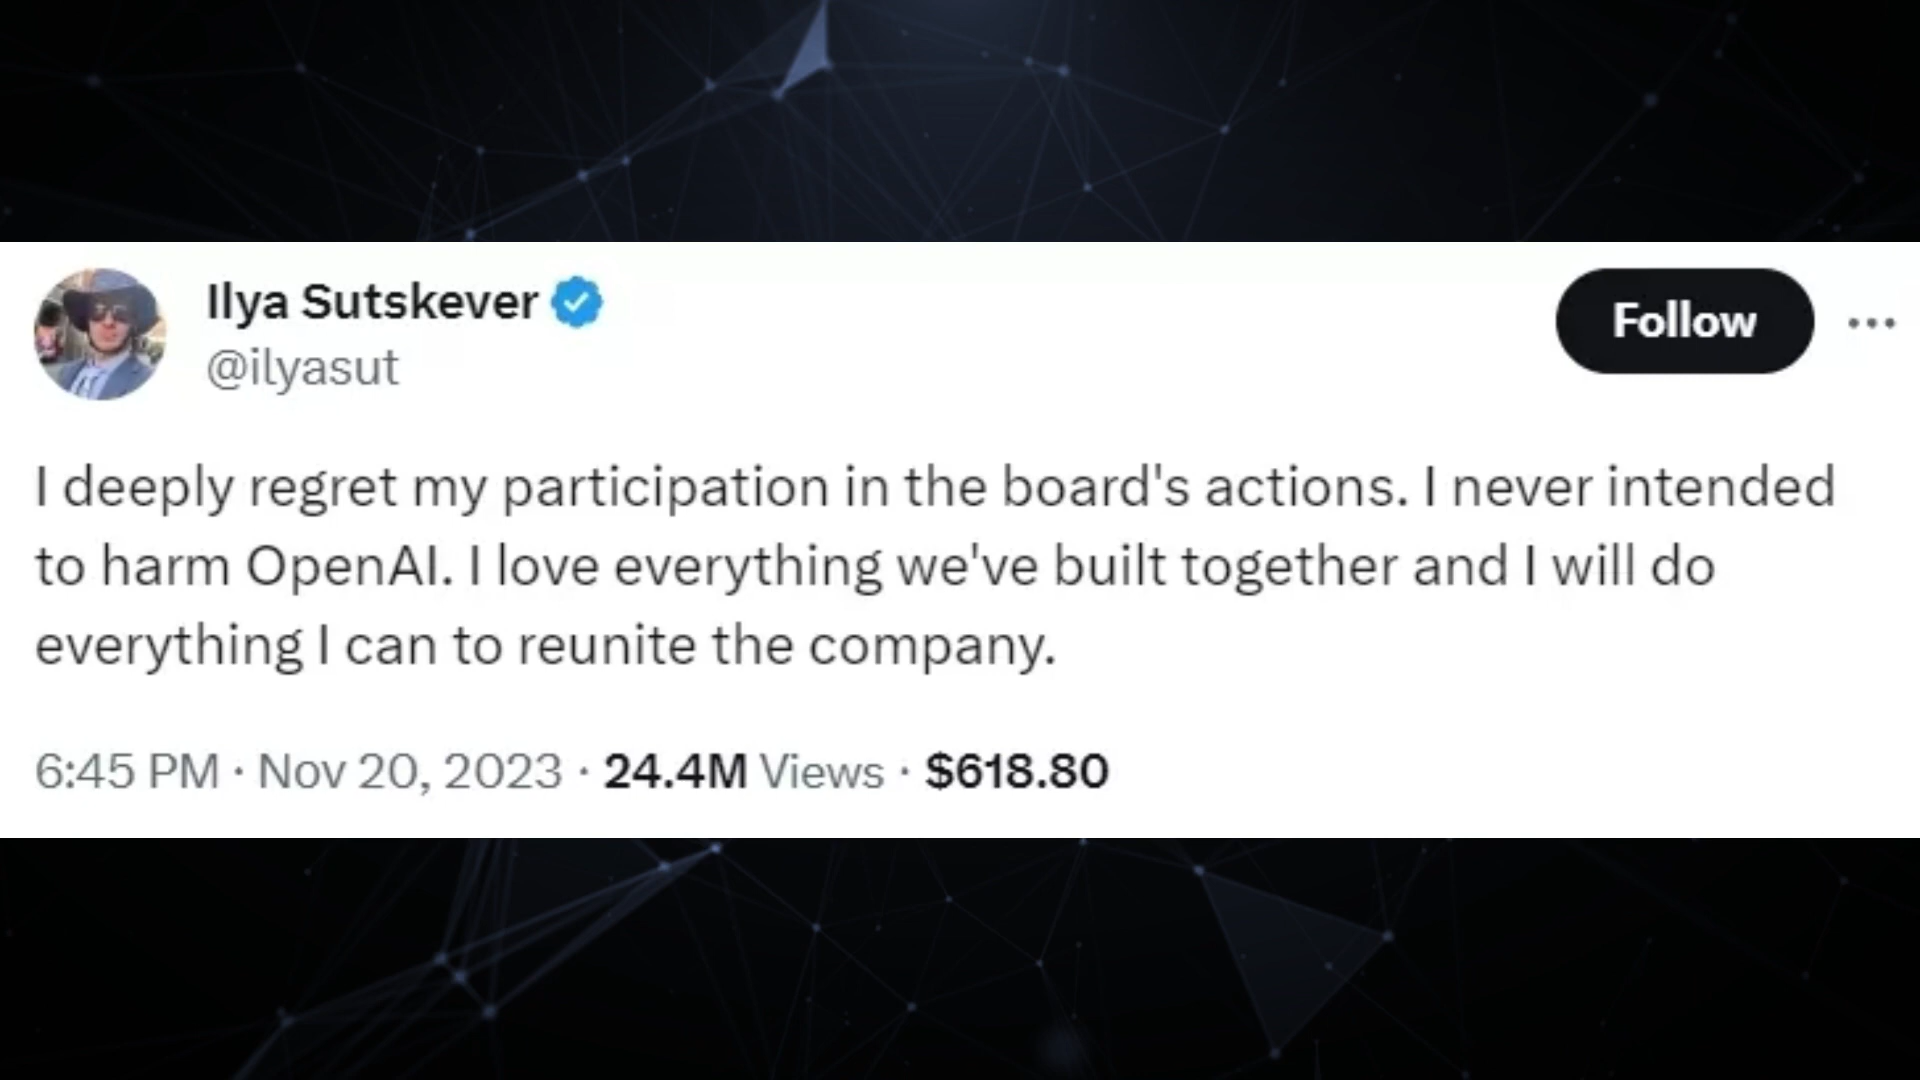 Ilya Sutskever
@ilyasut
Follow
I deeply regret my participation in the board's actions. I never intended
to harm OpenAI. I love everything we've built together and I will do
everything I can to reunite the company.
6:45 PM · Nov 20, 2023 · 24.4M Views · $618.80